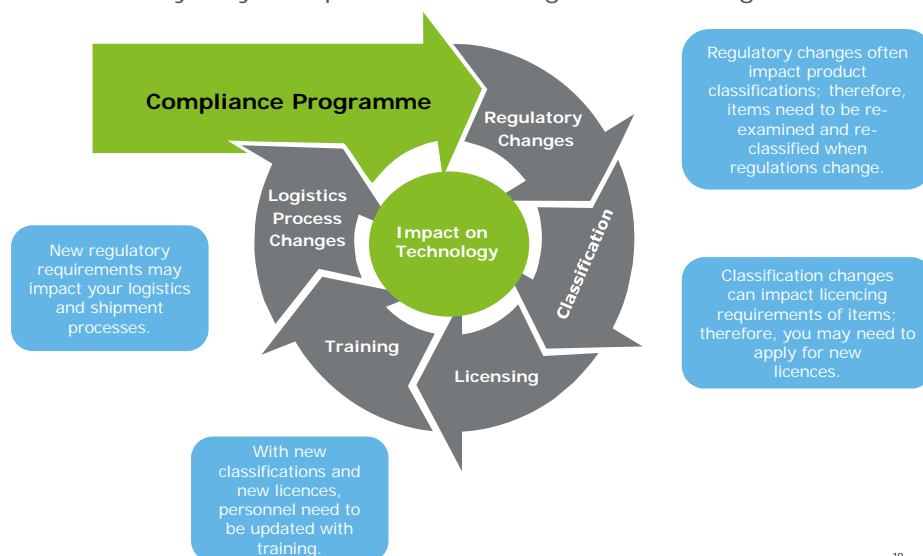 Compliance Programme
Regulatory
Changes
Classification
Licensing
Training
Logistics
Process
Changes
Impact on
Technology
Regulatory changes often
impact product
classifications; therefore,
items need to be re-
examined and re-
classified when
regulations change.
Classification changes
can impact licencing
requirements of items;
therefore, you may need to
apply for new
licences.
With new
classifications and
new licences,
personnel need to
be updated with
training.
New regulatory
requirements may
impact your logistics
and shipment
processes.